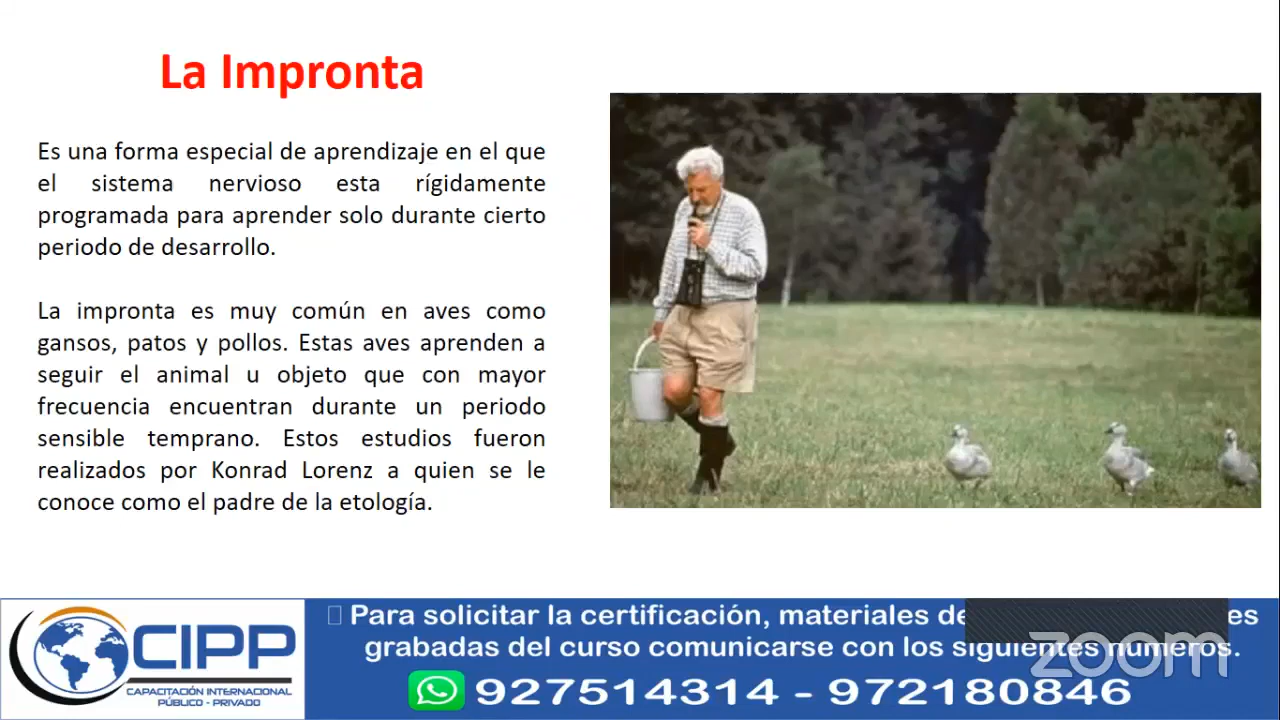 La Impronta
Es una forma especial de aprendizaje en el que
el sistema nervioso esta rígidamente
programada para aprender solo durante cierto
periodo de desarrollo.
La impronta es muy común en aves como
gansos, patos y pollos. Estas aves aprenden a
seguir el animal u objeto que con mayor
frecuencia encuentran durante un periodo
sensible temprano. Estos estudios fueron
realizados por Konrad Lorenz a quien se le
conoce como el padre de la etología.
CIPP
CAPACITACIÓN INTERNACIONAL
PÚBLICO - PRIVADO
Para solicitar la certificación, materiales de es
grabadas del curso comunicarse con los siguientes números.
927514314 - 972180846
zoom